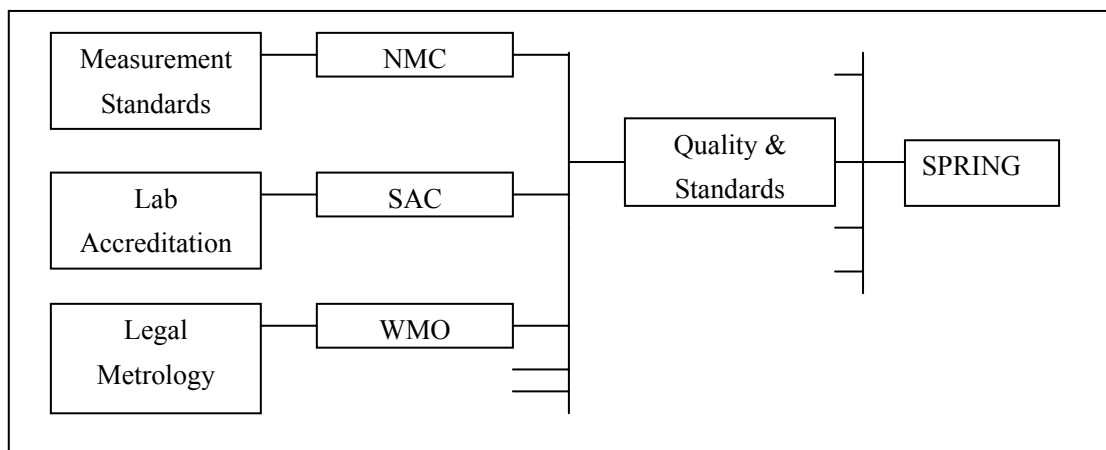 Measurement
Standards
NMC
Quality &
Standards
SPRING
Lab
Accreditation
SAC
Legal
Metrology
WMO